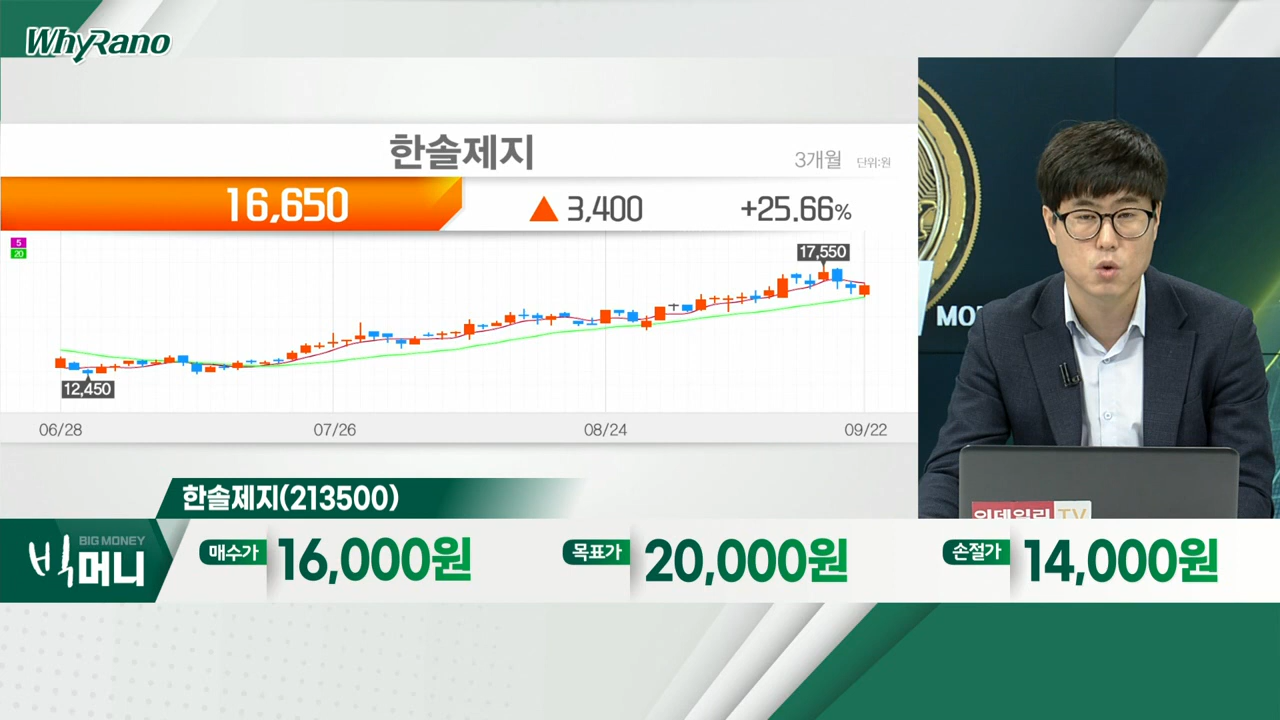 WhyRano
한솔제지
3개월 단위:원
16,650 ▲ 3,400 +25.66%
5
20
17,550
12,450
06/28 07/26 08/24 09/22
한솔제지(213500)
빅머니 BIG MONEY
매수가 16,000원 목표가 20,000원 손절가 14,000원
이데일리TV